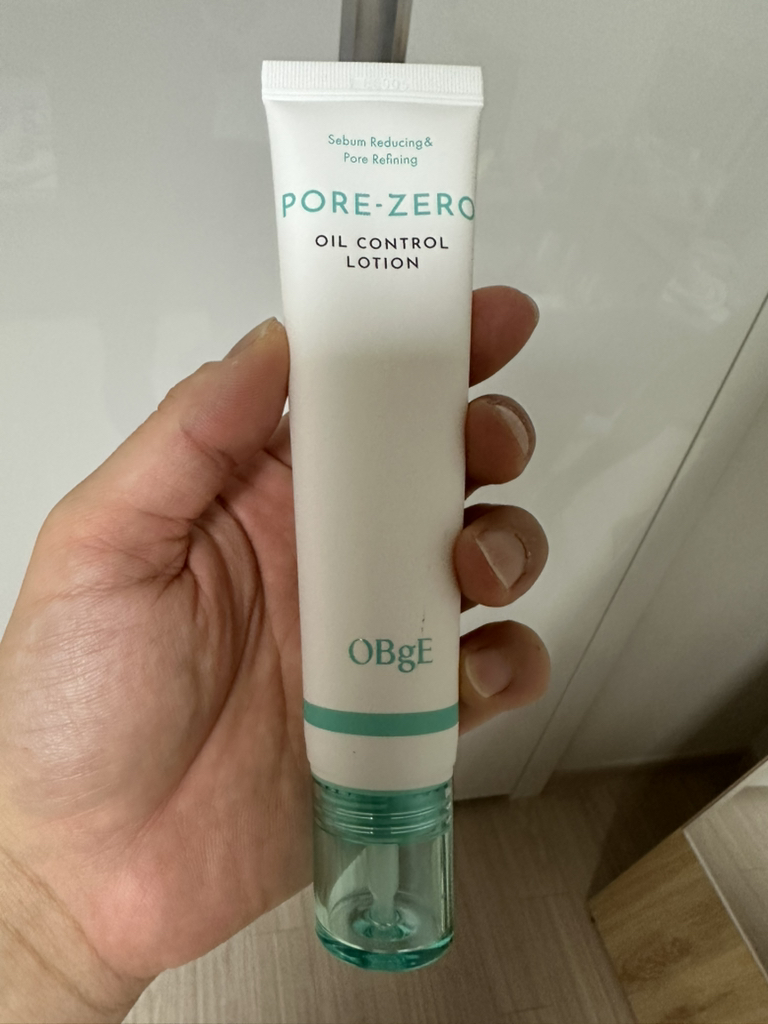 Sebum Reducing&
Pore Refining
PORE-ZERO
OIL CONTROL
LOTION
OBgE